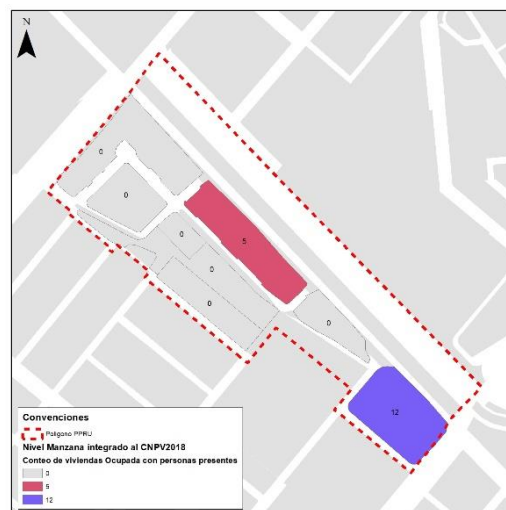 N
0
0
0
5
0
0
0
12
Convenciones
Polígono PPRU
Nivel Manzana integrado al CNPV2018
Conteo de viviendas Ocupada con personas presentes
0
5
12